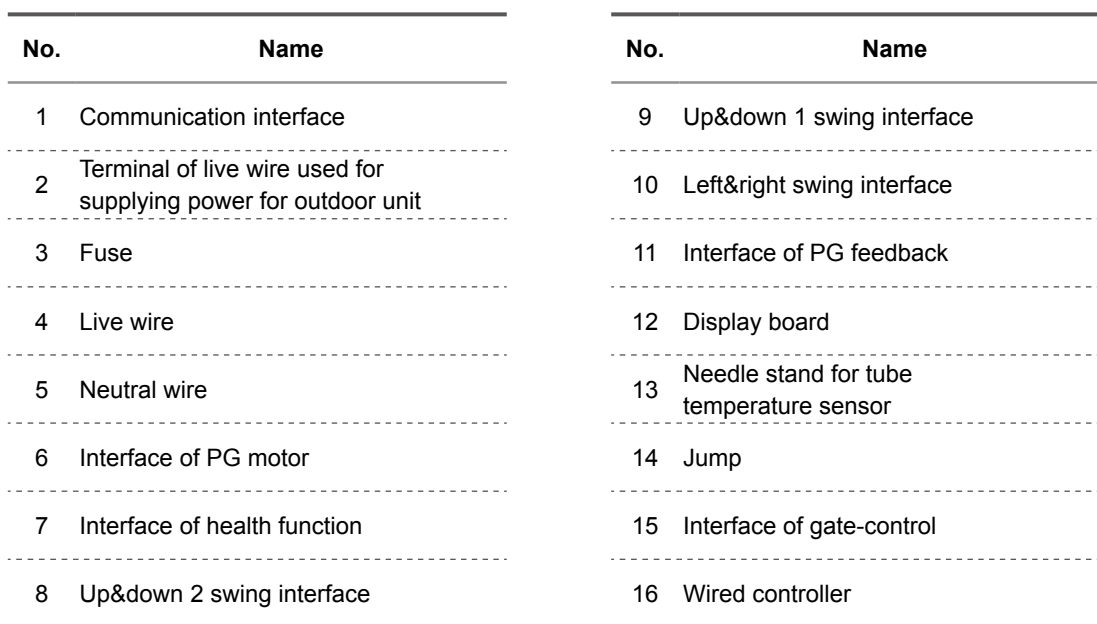 No. Name
1 Communication interface
2 Terminal of live wire used for
supplying power for outdoor unit
3 Fuse
4 Live wire
5 Neutral wire
6 Interface of PG motor
7 Interface of health function
8 Up&down 2 swing interface
No. Name
9 Up&down 1 swing interface
10 Left&right swing interface
11 Interface of PG feedback
12 Display board
13 Needle stand for tube
temperature sensor
14 Jump
15 Interface of gate-control
16 Wired controller